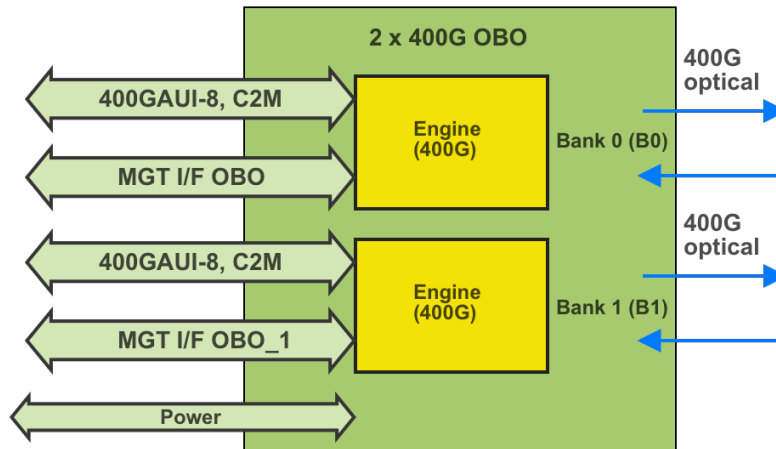 2 x 400G OBO
400G
optical
400GAUI-8, C2M
Engine
(400G)
Bank 0 (B0)
MGT I/F OBO
400G
optical
400GAUI-8, C2M
Engine
(400G)
Bank 1 (B1)
MGT I/F OBO_1
Power